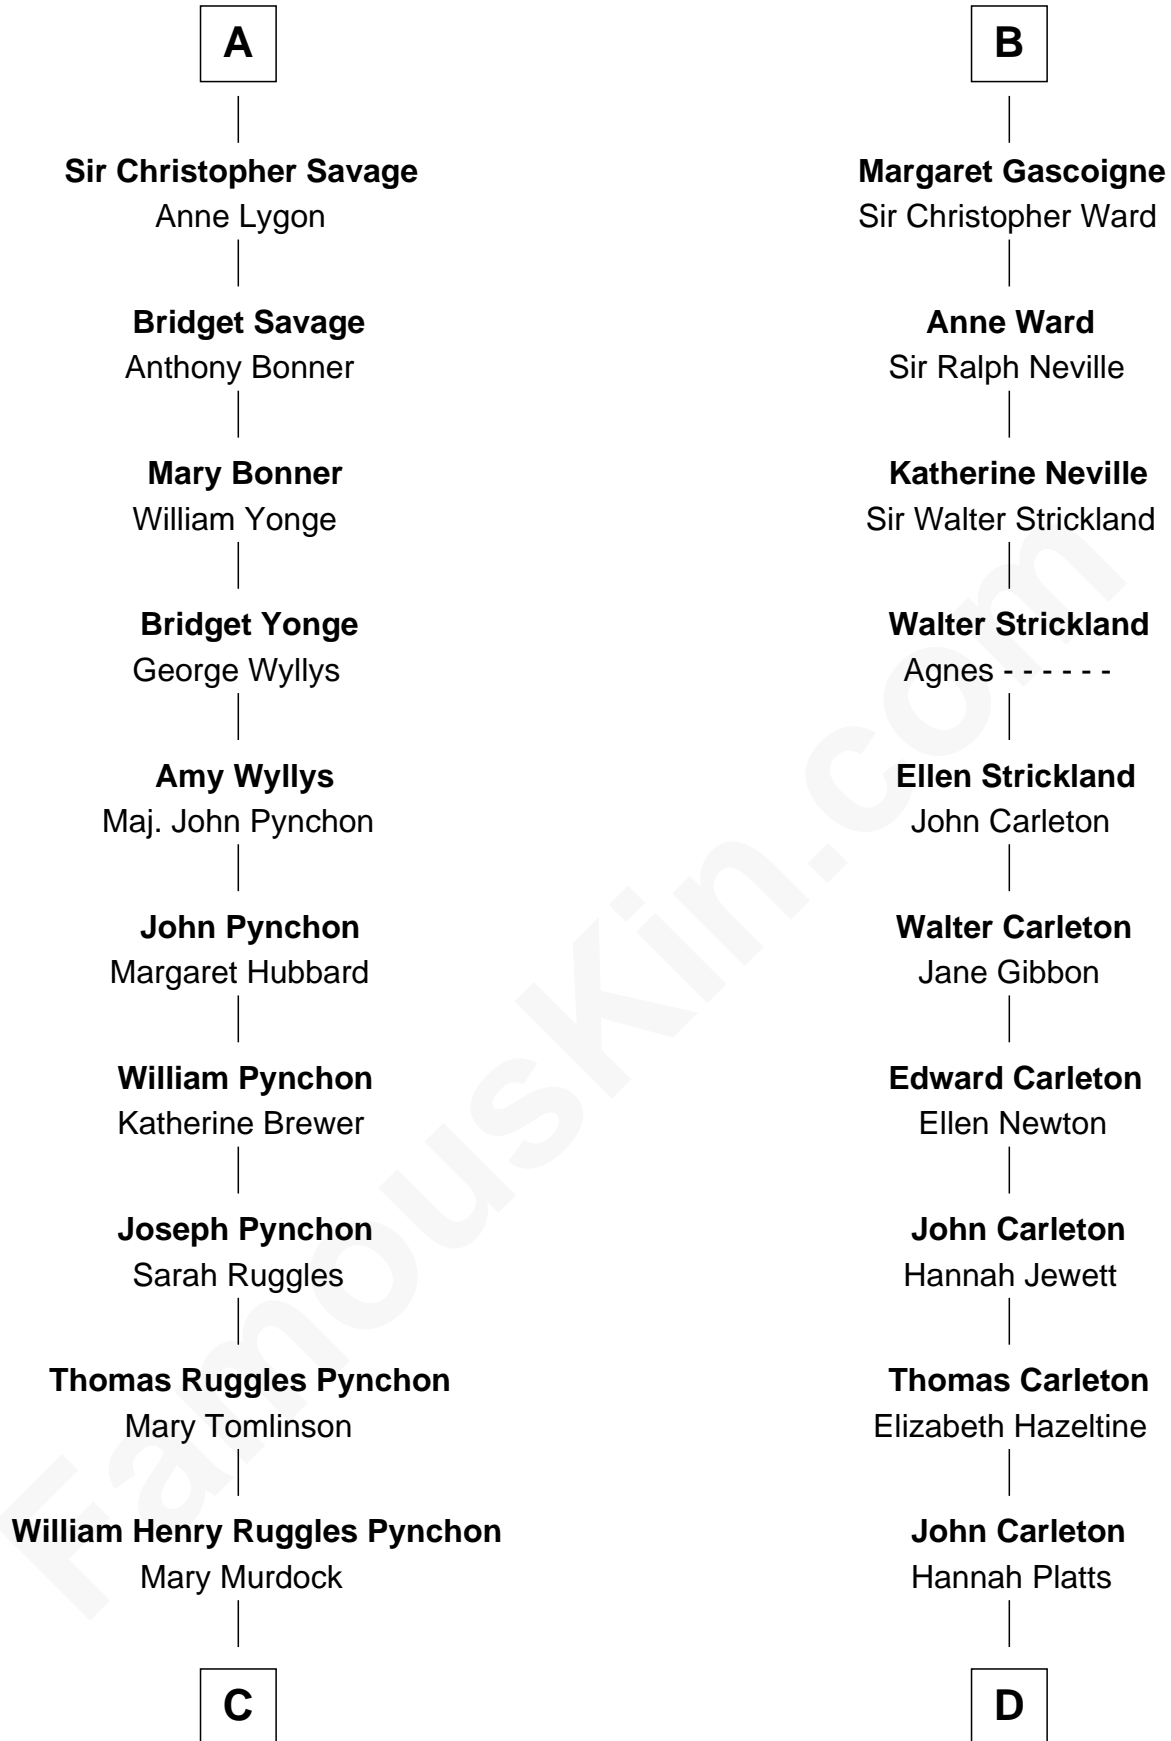 A
Sir Christopher Savage
Anne Lygon
Bridget Savage
Anthony Bonner
Mary Bonner
William Yonge
Bridget Yonge
George Wyllys
Amy Wyllys
Maj. John Pynchon
John Pynchon
Margaret Hubbard
William Pynchon
Katherine Brewer
Joseph Pynchon
Sarah Ruggles
Thomas Ruggles Pynchon
Mary Tomlinson
William Henry Ruggles Pynchon
Mary Murdock
C
B
Margaret Gascoigne
Sir Christopher Ward
Anne Ward
Sir Ralph Neville
Katherine Neville
Sir Walter Strickland
Walter Strickland
Agnes - - - - - -
Ellen Strickland
John Carleton
Walter Carleton
Jane Gibbon
Edward Carleton
Ellen Newton
John Carleton
Hannah Jewett
Thomas Carleton
Elizabeth Hazeltine
John Carleton
Hannah Platts
D
FamousKin.com